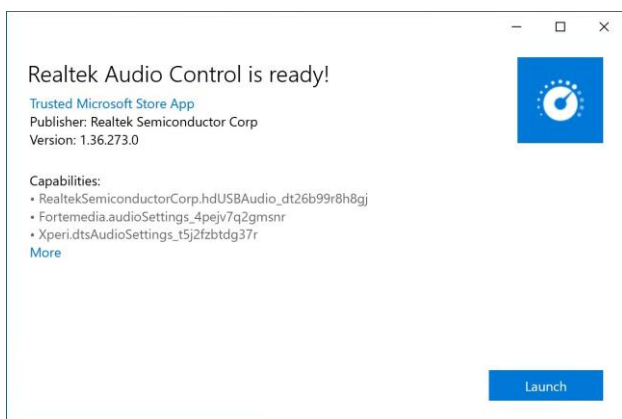 Realtek Audio Control is ready!
Trusted Microsoft Store App
Publisher: Realtek Semiconductor Corp
Version: 1.36.273.0
Capabilities:
• RealtekSemiconductorCorp.hdUSBAudio_dt26b99r8h8gj
• Fortemedia.audioSettings_4pejv7q2gmsnr
• Xperi.dtsAudioSettings_t5j2fzbtdg37r
More
Launch